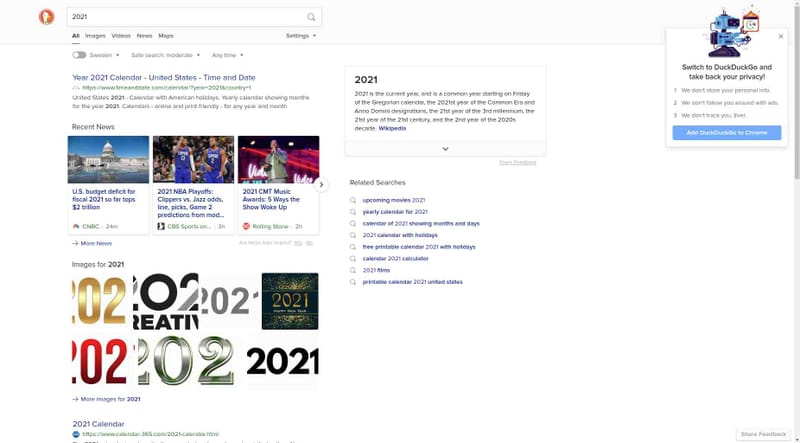 2021
All Images Videos News Maps Settings
Sweden Safe search: moderate Any time
Year 2021 Calendar - United States - Time and Date
https://www.timeanddate.com/calendar/?year=2021&country=1
United States 2021 - Calendar with American holidays. Yearly calendar showing months
for the year 2021. Calendars - online and print friendly - for any year and month
Recent News
U.S. budget deficit for
fiscal 2021 so far tops
$2 trillion
CNBC 24m
2021 NBA Playoffs:
Clippers vs. Jazz odds,
line, picks, Game 2
predictions from mod...
CBS Sports on... 3h
2021 CMT Music
Awards: 5 Ways the
Show Woke Up
Rolling Stone 2h
More News
Are these links helpful? Yes No
Images for 2021
202
CREATIV
2021
2021
HAPPY NEW YEAR
202
202
2021
More Images for 2021
2021 Calendar
https://www.calendar-365.com/2021-calendar.html
2021
2021 is the current year, and is a common year starting on Friday
of the Gregorian calendar, the 2021st year of the Common Era and
Anno Domini designations, the 21st year of the 3rd millennium, the
21st year of the 21st century, and the 2nd year of the 2020s
decade. Wikipedia
Share Feedback
Related Searches
upcoming movies 2021
yearly calendar for 2021
calendar of 2021 showing months and days
2021 calendar with holidays
free printable calendar 2021 with holidays
calendar 2021 calculator
2021 films
printable calendar 2021 united states
Switch to DuckDuckGo and
take back your privacy!
1 We don't store your personal info.
2 We don't follow you around with ads.
3 We don't track you. Ever.
Add DuckDuckGo to Chrome
Share Feedback